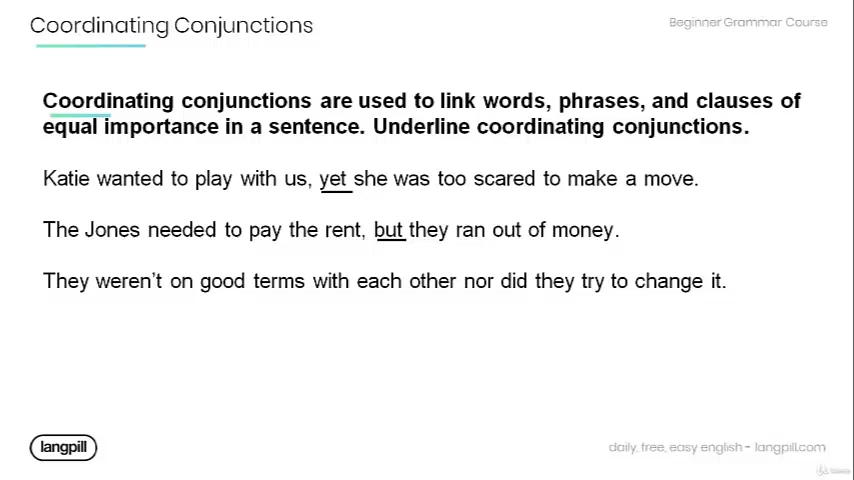 Coordinating Conjunctions
Beginner Grammar Course
Coordinating conjunctions are used to link words, phrases, and clauses of
equal importance in a sentence. Underline coordinating conjunctions.
Katie wanted to play with us, yet she was too scared to make a move.
The Jones needed to pay the rent, but they ran out of money.
They weren't on good terms with each other nor did they try to change it.
langpill
daily, free, easy english - langpill.com